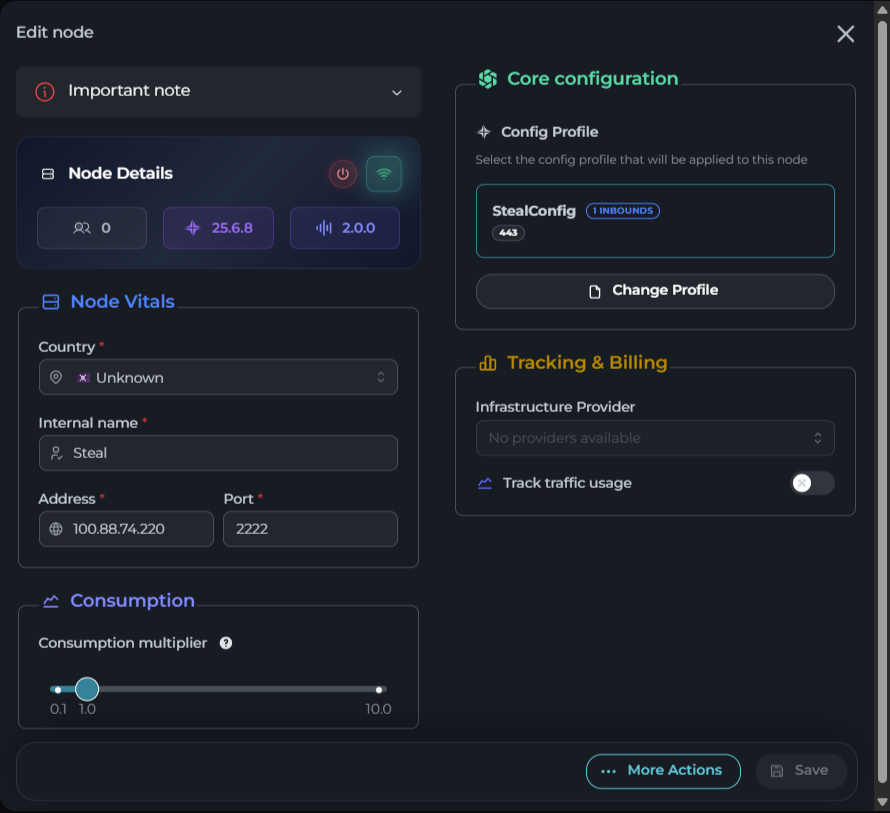 Edit node
Important note
Node Details
0
25.6.8
2.0.0
Node Vitals
Country *
Unknown
Internal name *
Steal
Address *
Port *
100.88.74.220
2222
Consumption
Consumption multiplier ?
0.1
1.0
10.0
Core configuration
Config Profile
Select the config profile that will be applied to this node
StealConfig
1 INBOUNDS
443
Change Profile
Tracking & Billing
Infrastructure Provider
No providers available
Track traffic usage
More Actions
Save